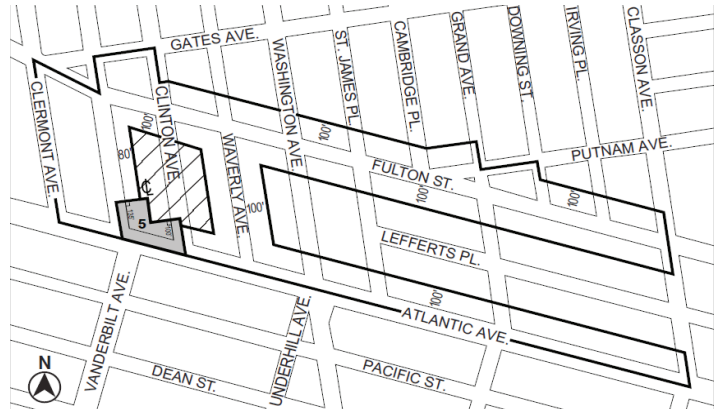 GATES AVE.
CLERMONT AVE.
CLINTON AVE
WAVERLY AVE.
WASHINGTON AVE.
ST. JAMES PL.
CAMBRIDGE PL.
GRAND AVE.
DOWNING ST.
IRVING PL.
CLASSON AVE.
PUTNAM AVE.
100'
100'
80'
FULTON ST.
100'
100'
100'
℄
5
LEFFERTS PL.
100'
ATLANTIC AVE.
VANDERBILT AVE.
UNDERHILL AVE.
DEAN ST.
PACIFIC ST.
N